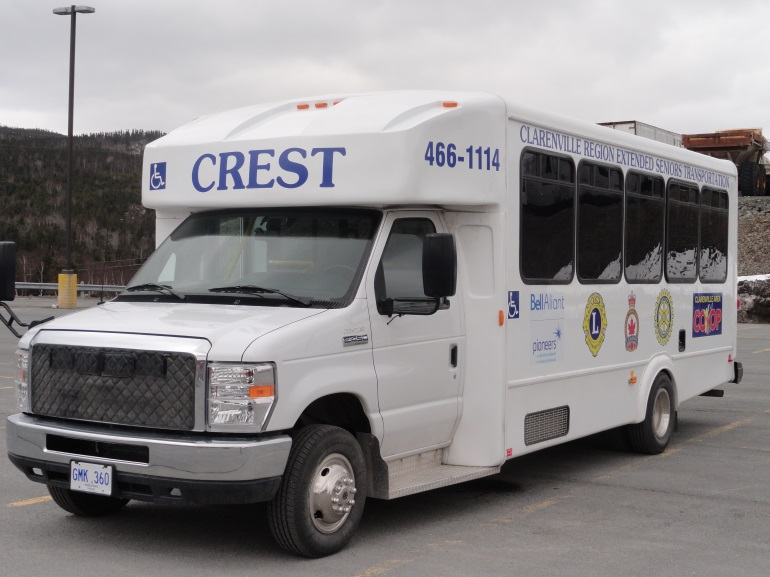 CREST
466-1114
CLARENVILLE REGION EXTENDED SENIORS TRANSPORTATION
BellAliant
pioneers
L
CLARENVILLE AREA
CO-OP
GMK 360